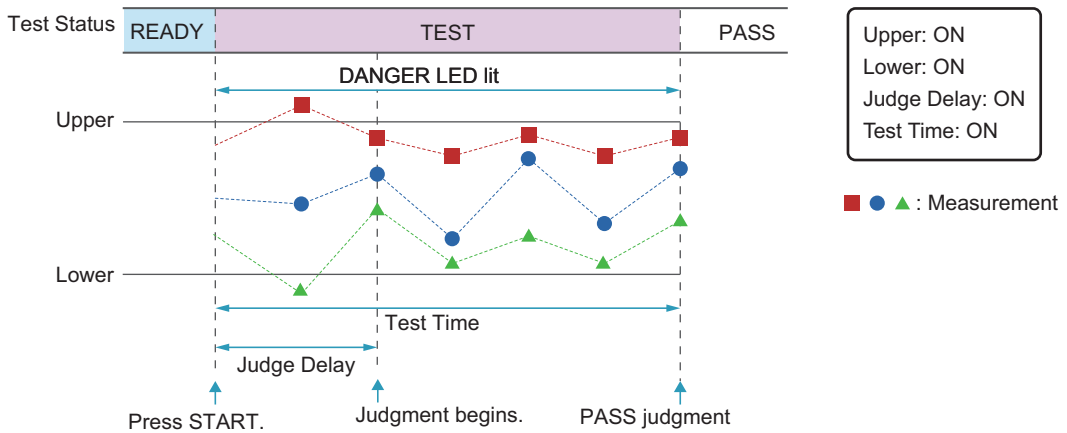 Test Status
READY
TEST
PASS
DANGER LED lit
Upper
Lower
Test Time
Judge Delay
Press START.
Judgment begins.
PASS judgment
Upper: ON
Lower: ON
Judge Delay: ON
Test Time: ON
: Measurement